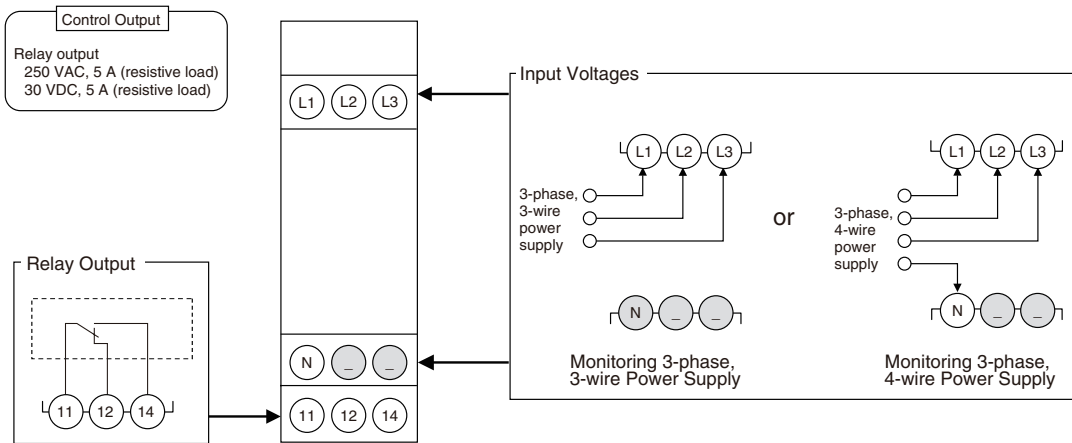 Control Output
Relay output
250 VAC, 5 A (resistive load)
30 VDC, 5 A (resistive load)
L1 L2 L3
N _ _
11 12 14
Relay Output
11 12 14
Input Voltages
L1 L2 L3
3-phase,
3-wire
power
supply
N _ _
Monitoring 3-phase,
3-wire Power Supply
or
L1 L2 L3
3-phase,
4-wire
power
supply
N _ _
Monitoring 3-phase,
4-wire Power Supply